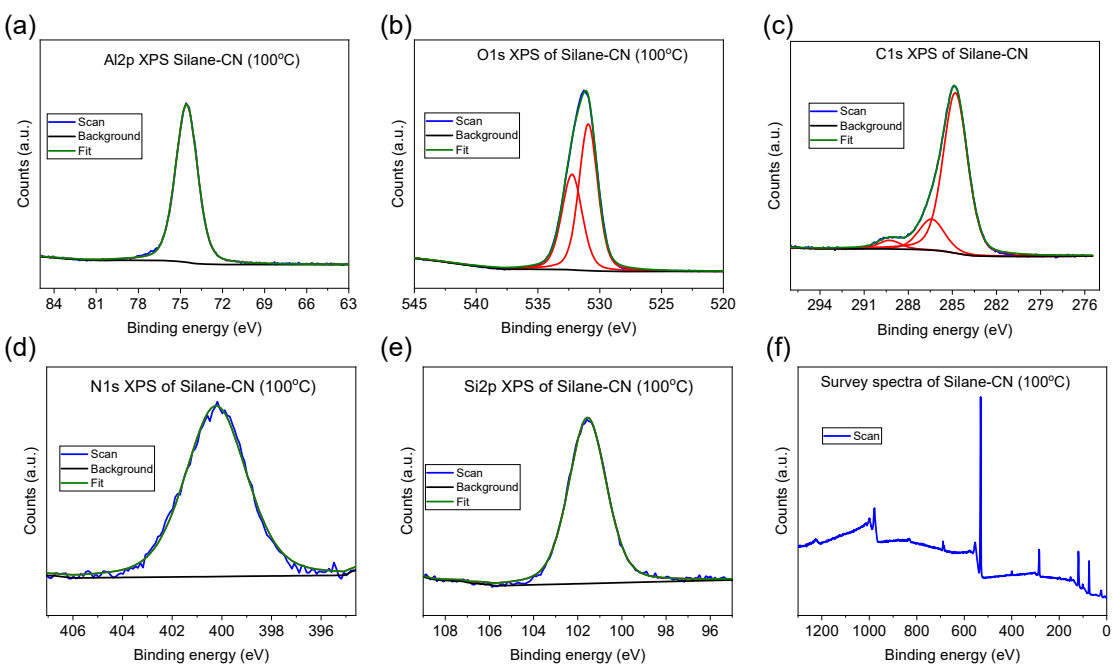 (a)
Al2p XPS Silane-CN (100°C)
Scan
Background
Fit
Counts (a.u.)
84 81 78 75 72 69 66 63
Binding energy (eV)
(b)
O1s XPS of Silane-CN (100°C)
Scan
Background
Fit
Counts (a.u.)
545 540 535 530 525 520
Binding energy (eV)
(c)
C1s XPS of Silane-CN
Scan
Background
Fit
Counts (a.u.)
294 291 288 285 282 279 276
Binding energy (eV)
(d)
N1s XPS of Silane-CN (100°C)
Scan
Background
Fit
Counts (a.u.)
406 404 402 400 398 396
Binding energy (eV)
(e)
Si2p XPS of Silane-CN (100°C)
Scan
Background
Fit
Counts (a.u.)
108 106 104 102 100 98 96
Binding energy (eV)
(f)
Survey spectra of Silane-CN (100°C)
Scan
Counts (a.u.)
1200 1000 800 600 400 200 0
Binding energy (eV)